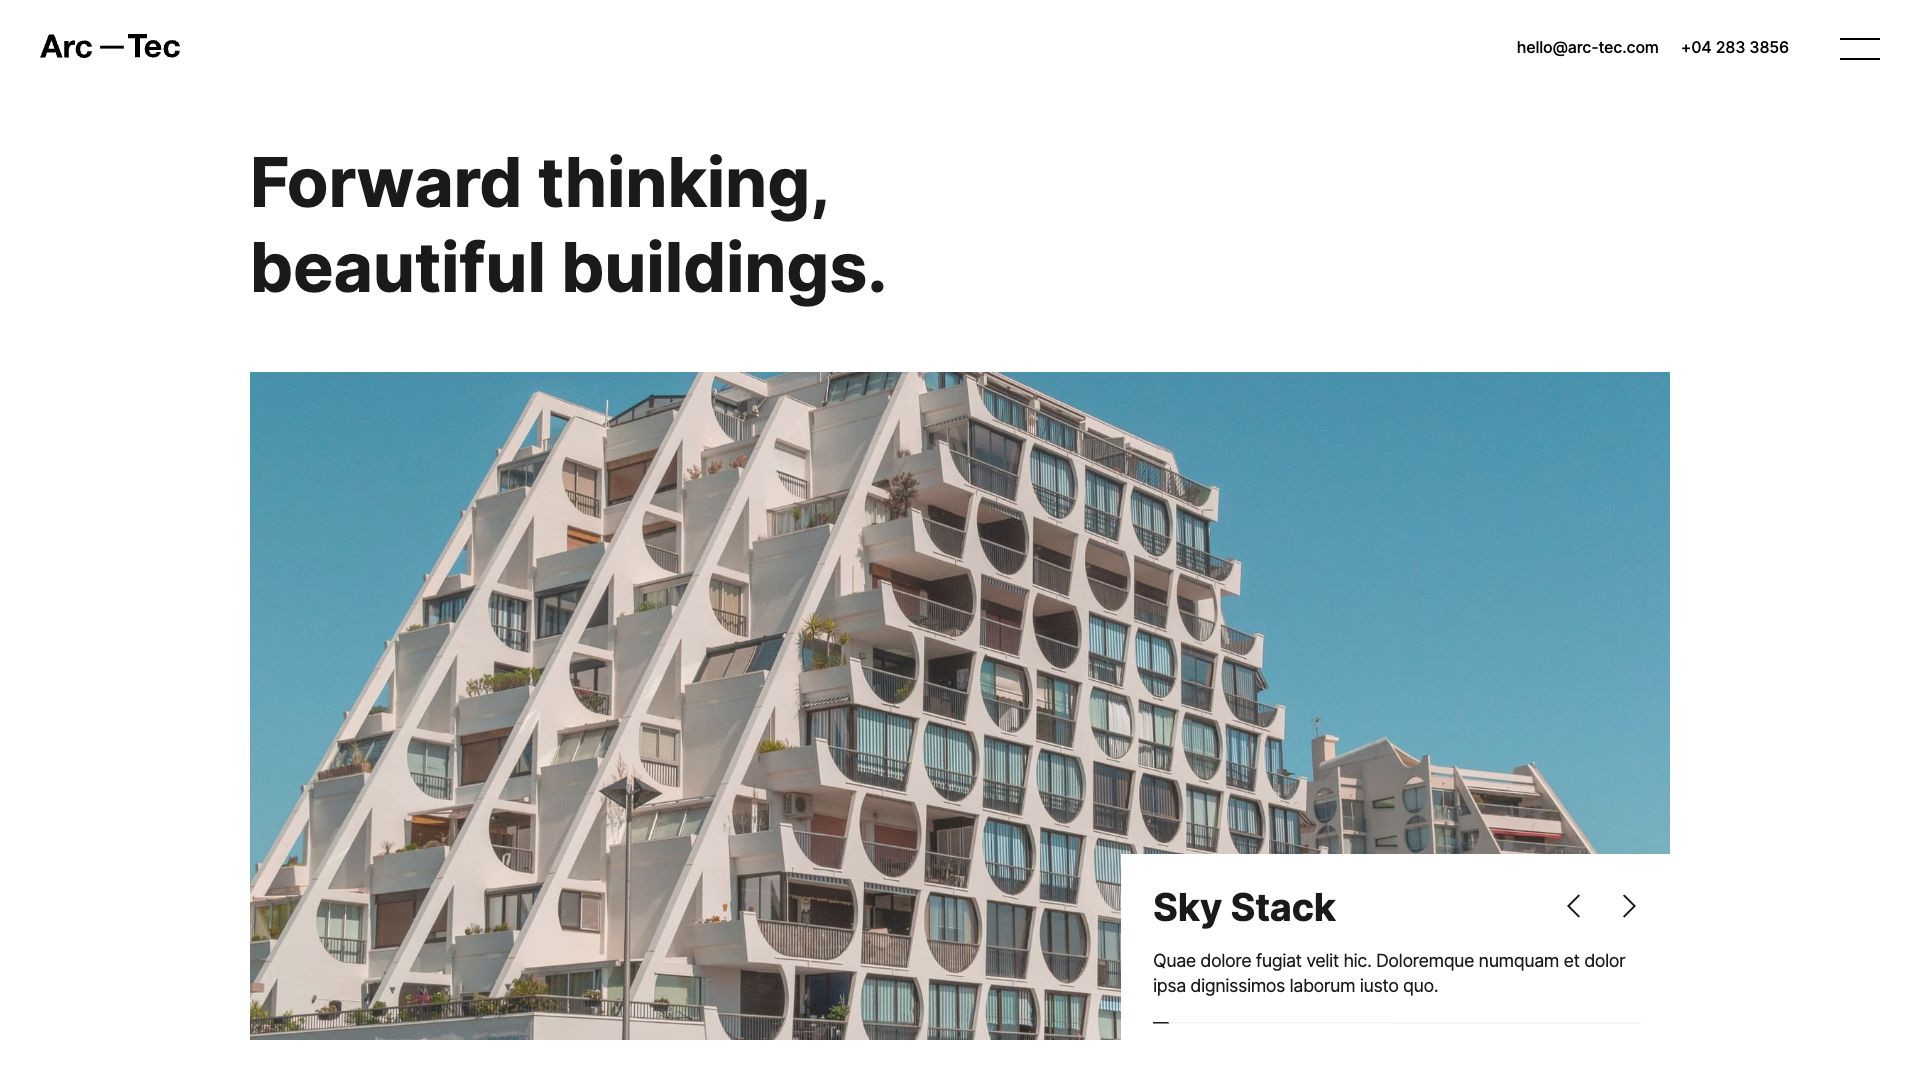 Arc — Tec
hello@arc-tec.com +04 283 3856
Forward thinking,
beautiful buildings.
Sky Stack
Quae dolore fugiat velit hic. Doloremque numquam et dolor
ipsa dignissimos laborum iusto quo.